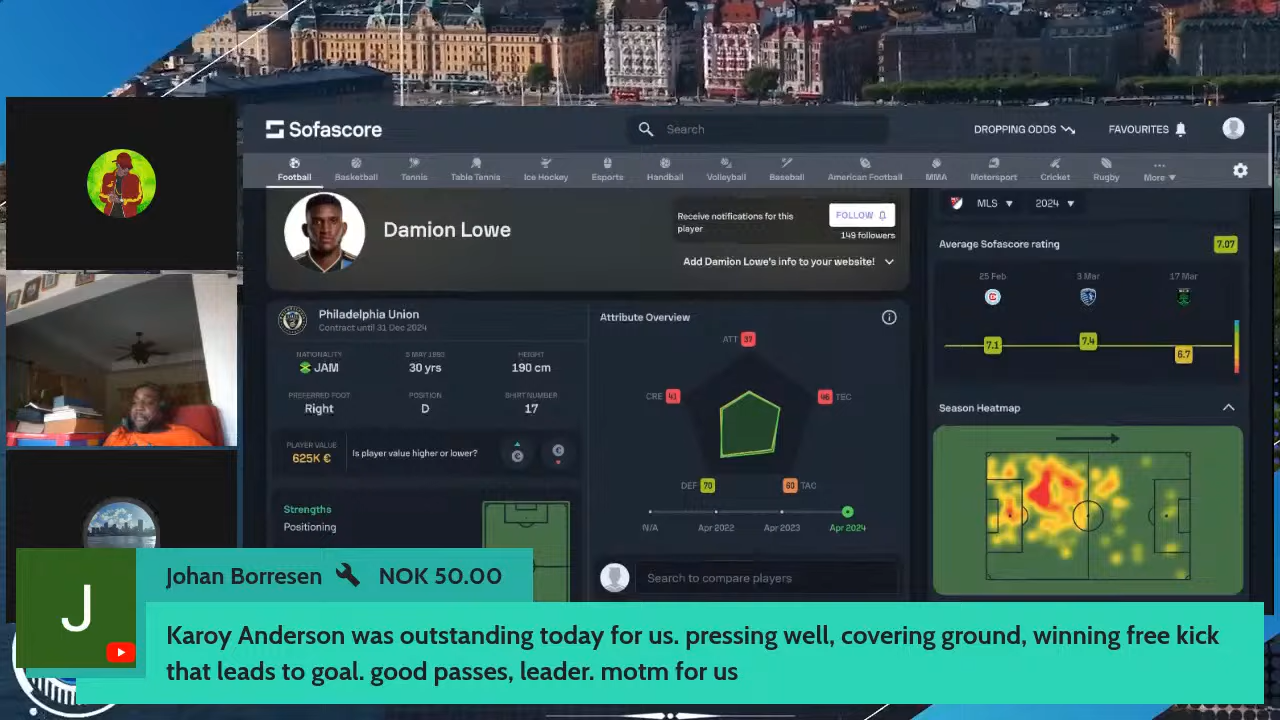 Sofascore
Search
DROPPING ODDS
FAVOURITES
Football
Basketball
Tennis
Table Tennis
Ice Hockey
Esports
Handball
Volleyball
Baseball
American Football
MMA
Motorsport
Cricket
Rugby
More
Damion Lowe
Receive notifications for this
player
FOLLOW
149 followers
Add Damion Lowe's info to your website!
MLS
2024
Average Sofascore rating
7.07
25 Feb
3 Mar
17 Mar
7.1
7.4
6.7
Philadelphia Union
Contract until 31 Dec 2024
NATIONALITY
JAM
30 yrs
HEIGHT
190 cm
PREFERRED FOOT
Right
POSITION
D
SHIRT NUMBER
17
PLAYER VALUE
625K €
Is player value higher or lower?
Strengths
Positioning
Attribute Overview
ATT 37
CRE 41
TEC
DEF 70
60 TAC
N/A
Apr 2022
Apr 2023
Apr 2024
Search to compare players
Season Heatmap
J
Johan Borresen NOK 50.00
Karoy Anderson was outstanding today for us. pressing well, covering ground, winning free kick
that leads to goal. good passes, leader. motm for us